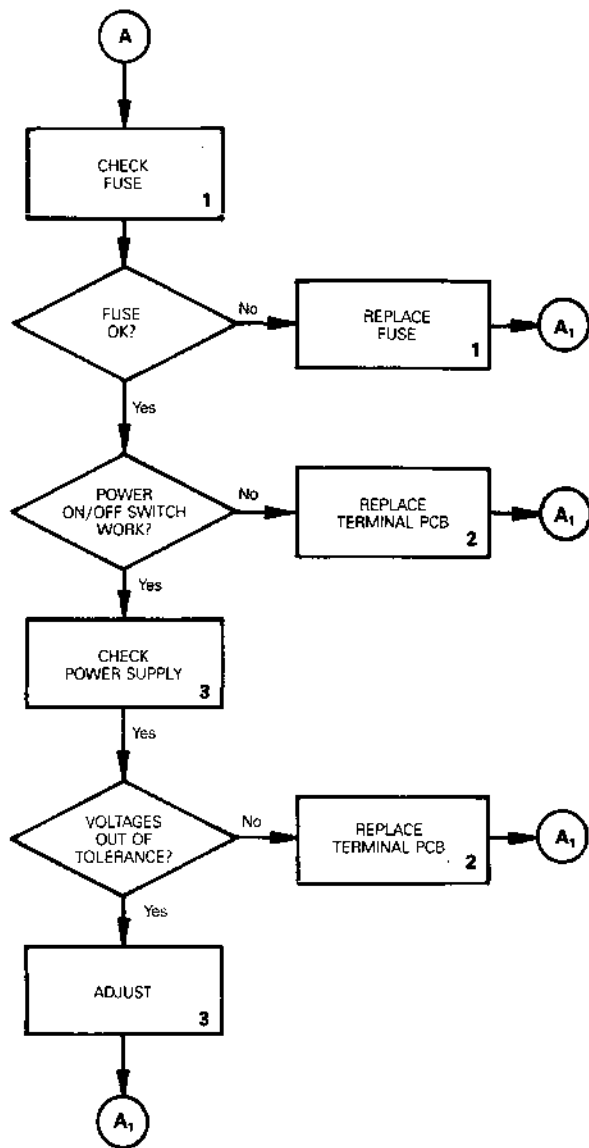 A
CHECK
FUSE
1
FUSE
OK?
No
REPLACE
FUSE
1
A₁
Yes
POWER
ON/OFF SWITCH
WORK?
No
REPLACE
TERMINAL PCB
2
A₁
Yes
CHECK
POWER SUPPLY
3
Yes
VOLTAGES
OUT OF
TOLERANCE?
No
REPLACE
TERMINAL PCB
2
A₁
Yes
ADJUST
3
A₁